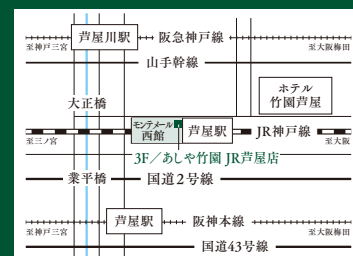 芦屋川駅
阪急神戸線
至神戸三宮
至大阪梅田
山手幹線
ホテル
竹園芦屋
大正橋
モンテメール
西館
芦屋駅
JR神戸線
至三ノ宮
至大阪
3F／あしや竹園 JR芦屋店
業平橋
国道2号線
芦屋駅
阪神本線
至神戸三宮
至大阪梅田
国道43号線